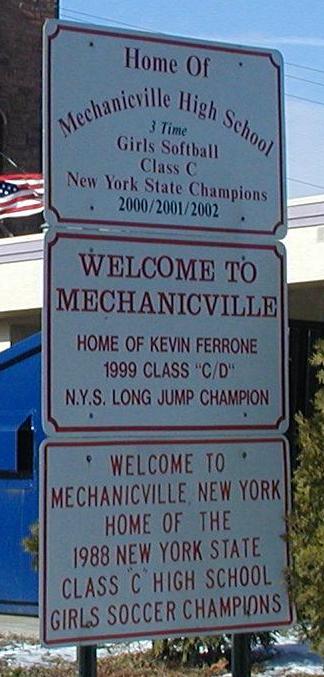 Home Of
Mechanicville High School
3 Time
Girls Softball
Class C
New York State Champions
2000/2001/2002
WELCOME TO
MECHANICVILLE
HOME OF KEVIN FERRONE
1999 CLASS "C/D"
N.Y.S. LONG JUMP CHAMPION
WELCOME TO
MECHANICVILLE, NEW YORK
HOME OF THE
1988 NEW YORK STATE
CLASS "C" HIGH SCHOOL
GIRLS SOCCER CHAMPIONS